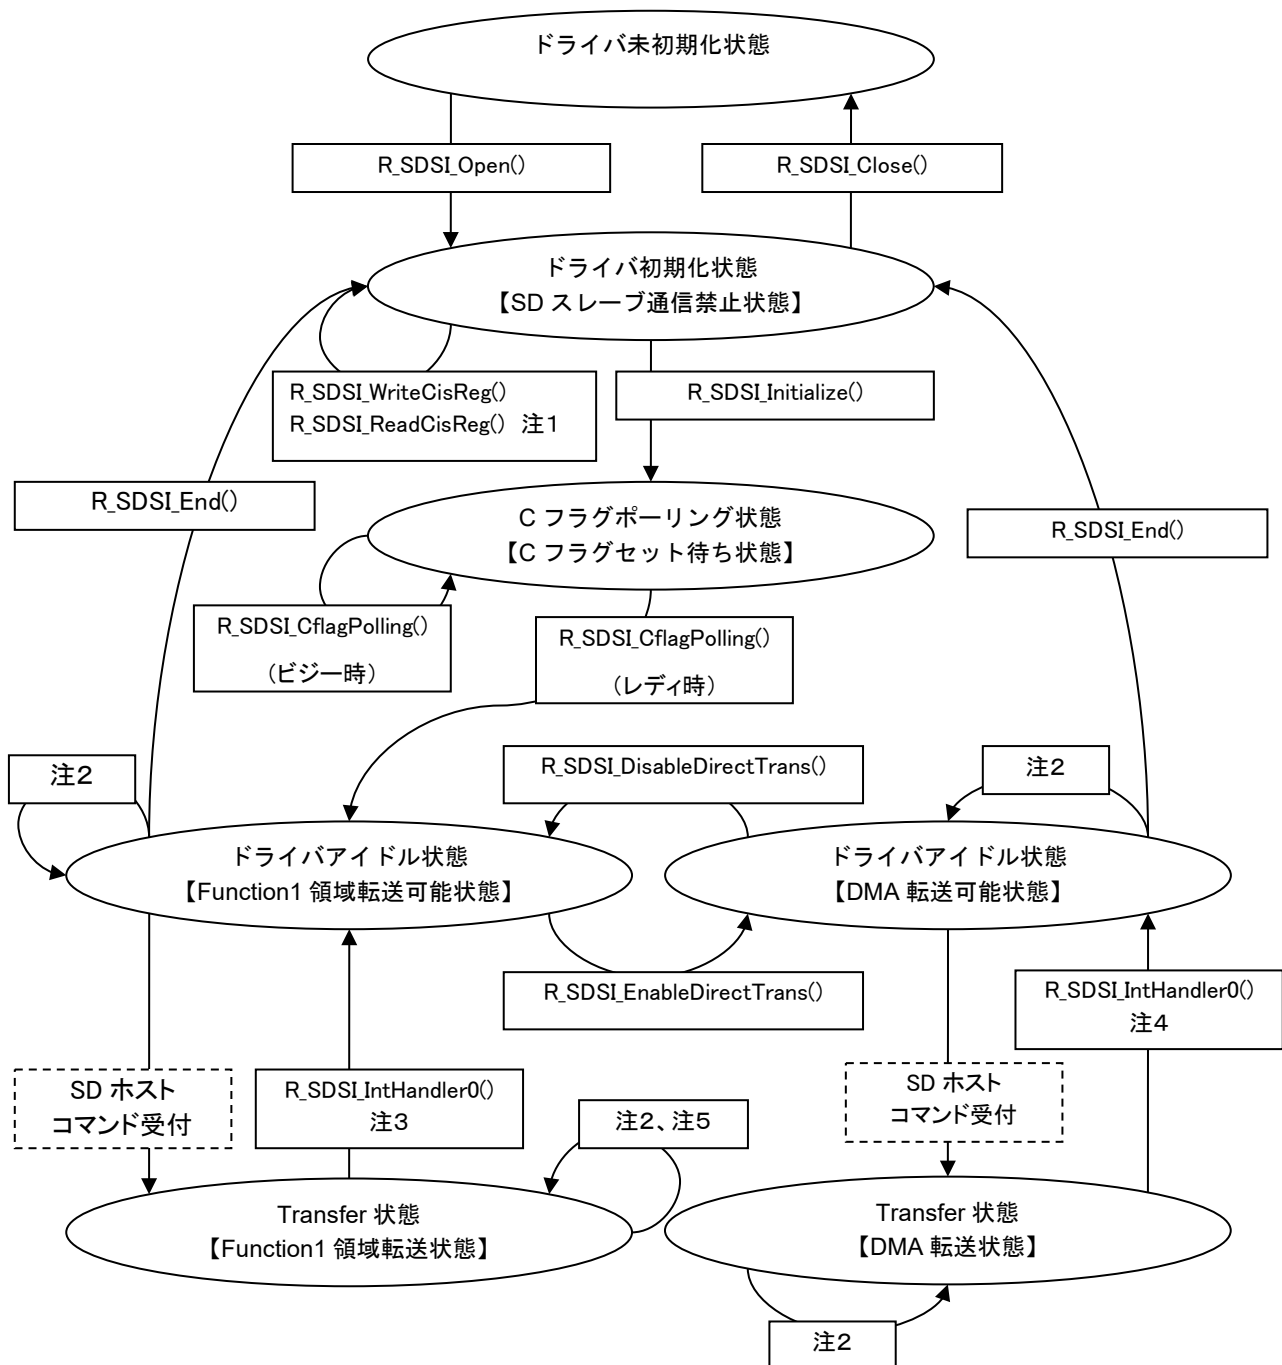 ドライバ未初期化状態
R_SDSI_Open()
R_SDSI_Close()
ドライバ初期化状態
【SD スレーブ通信禁止状態】
R_SDSI_WriteCisReg()
R_SDSI_ReadCisReg() 注1
R_SDSI_Initialize()
R_SDSI_End()
C フラグポーリング状態
【C フラグセット待ち状態】
R_SDSI_End()
R_SDSI_CflagPolling()
(ビジー時)
R_SDSI_CflagPolling()
(レディ時)
注2
R_SDSI_DisableDirectTrans()
注2
ドライバアイドル状態
【Function1 領域転送可能状態】
ドライバアイドル状態
【DMA 転送可能状態】
R_SDSI_EnableDirectTrans()
R_SDSI_IntHandler0()
注4
SD ホスト
コマンド受付
R_SDSI_IntHandler0()
注3
注2、注5
SD ホスト
コマンド受付
Transfer 状態
【Function1 領域転送状態】
Transfer 状態
【DMA 転送状態】
注2